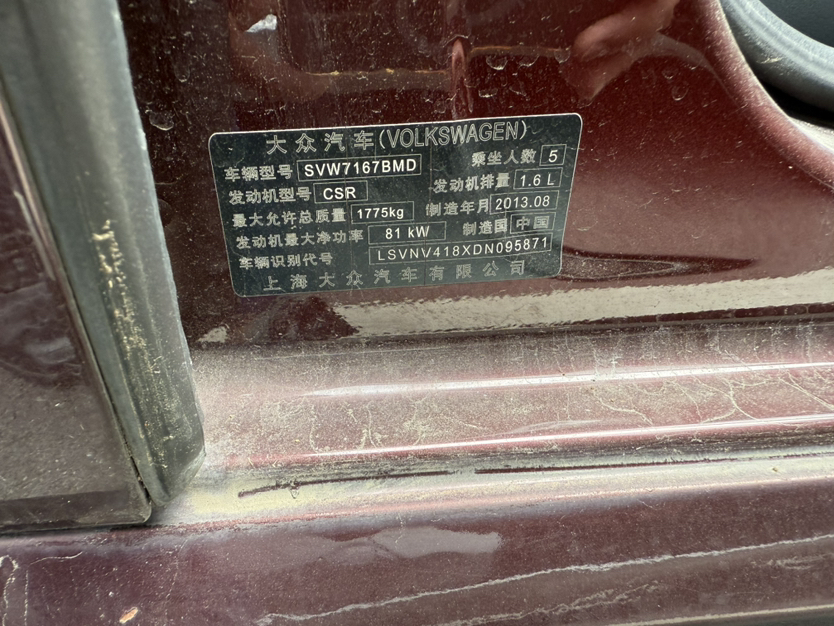 大众汽车(VOLKSWAGEN)
车辆型号 SVW7167BMD 乘坐人数 5
发动机型号 CSR 发动机排量 1.6 L
最大允许总质量 1775kg 制造年月 2013.08
发动机最大净功率 81 kW 制造国 中国
车辆识别代号 LSVNV418XDN095871
上海大众汽车有限公司